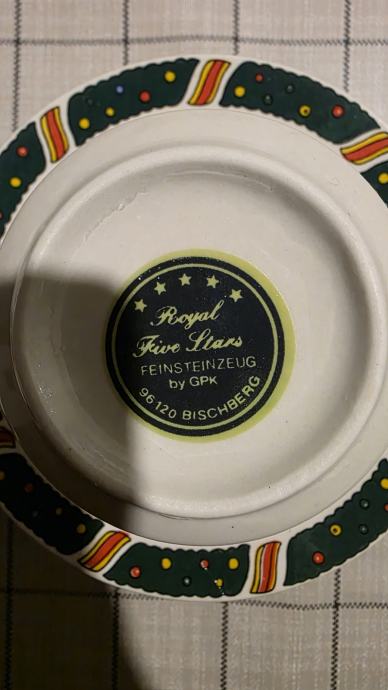 Royal
Five Stars
FEINSTEINZEUG
by GPK
96120 BISCHBERG